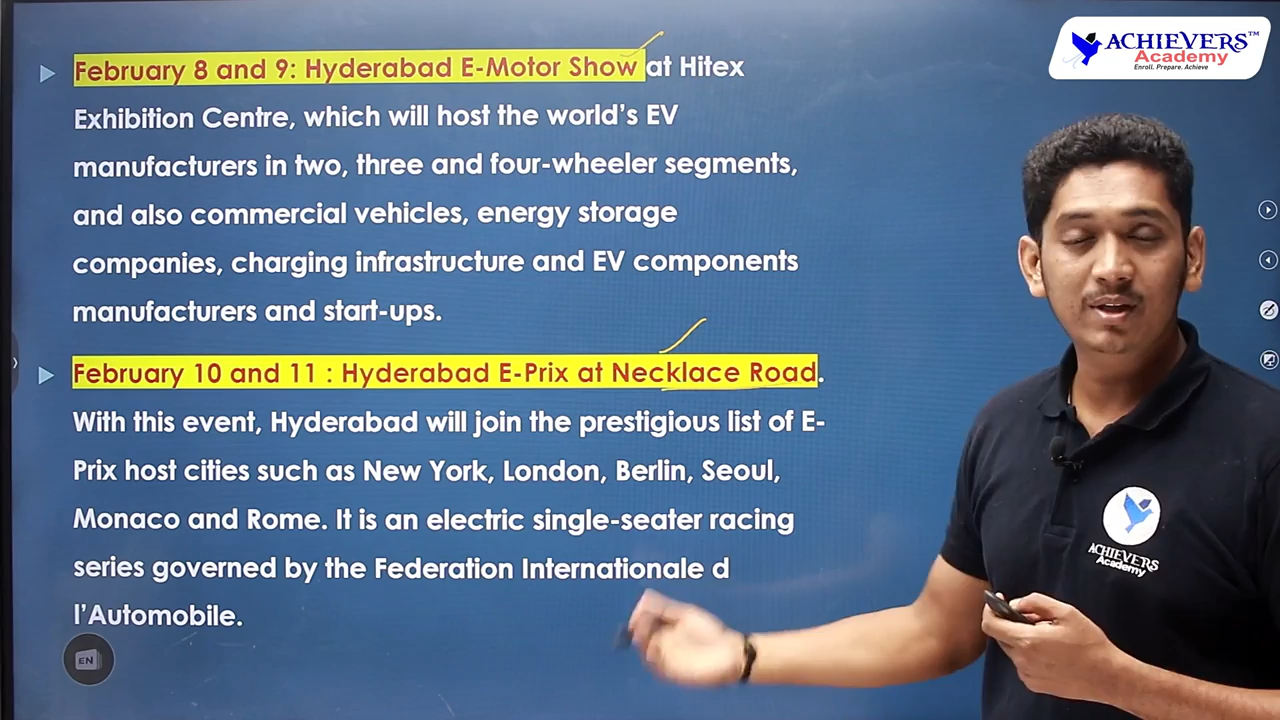 February 8 and 9: Hyderabad E-Motor Show at Hitex
Exhibition Centre, which will host the world's EV
manufacturers in two, three and four-wheeler segments,
and also commercial vehicles, energy storage
companies, charging infrastructure and EV components
manufacturers and start-ups.
February 10 and 11 : Hyderabad E-Prix at Necklace Road.
With this event, Hyderabad will join the prestigious list of E-
Prix host cities such as New York, London, Berlin, Seoul,
Monaco and Rome. It is an electric single-seater racing
series governed by the Federation Internationale d
l'Automobile.
EN
ACHIEVERS™
Academy
Enroll. Prepare. Achieve
ACHIEVERS
Academy